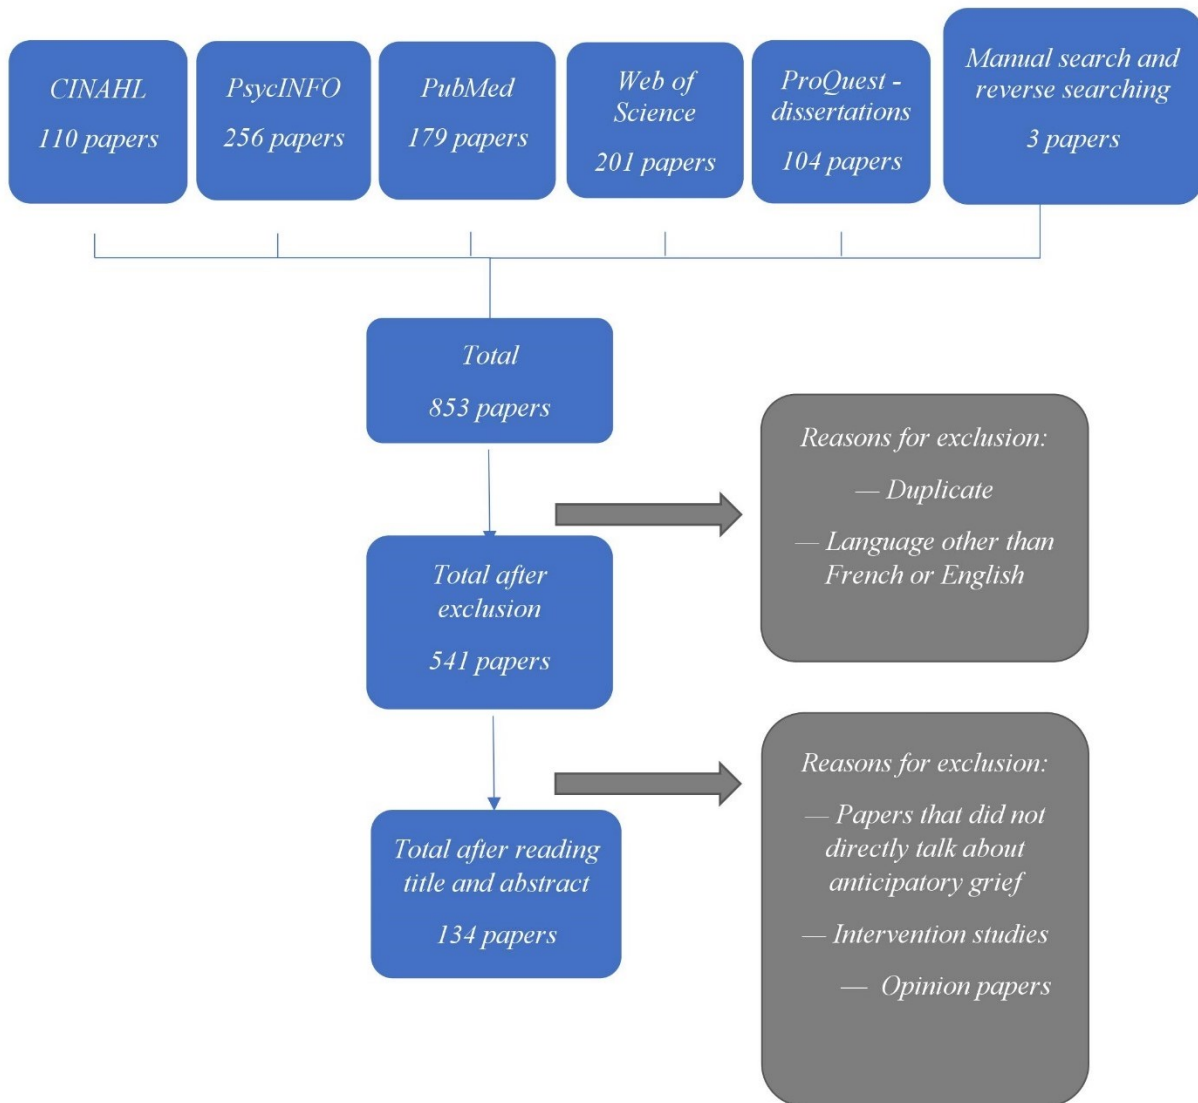 CINAHL
110 papers
PsycINFO
256 papers
PubMed
179 papers
Web of
Science
201 papers
ProQuest -
dissertations
104 papers
Manual search and
reverse searching
3 papers
Total
853 papers
Reasons for exclusion:
— Duplicate
— Language other than
French or English
Total after
exclusion
541 papers
Reasons for exclusion:
— Papers that did not
directly talk about
anticipatory grief
— Intervention studies
— Opinion papers
Total after reading
title and abstract
134 papers